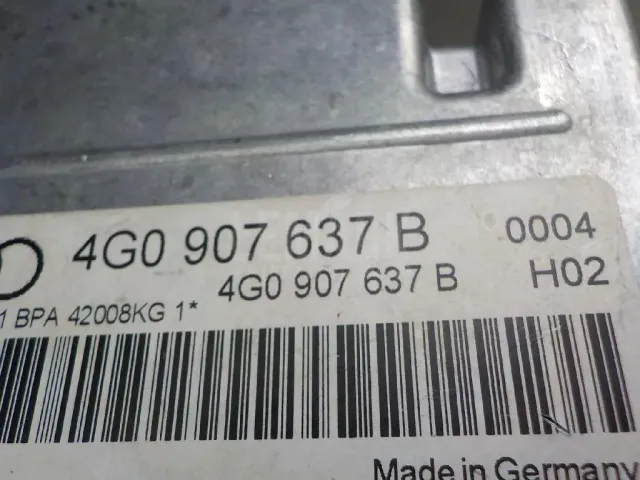 4G0 907 637 B 0004
4G0 907 637 B H02
1 BPA 42008KG 1*
Made in Germany